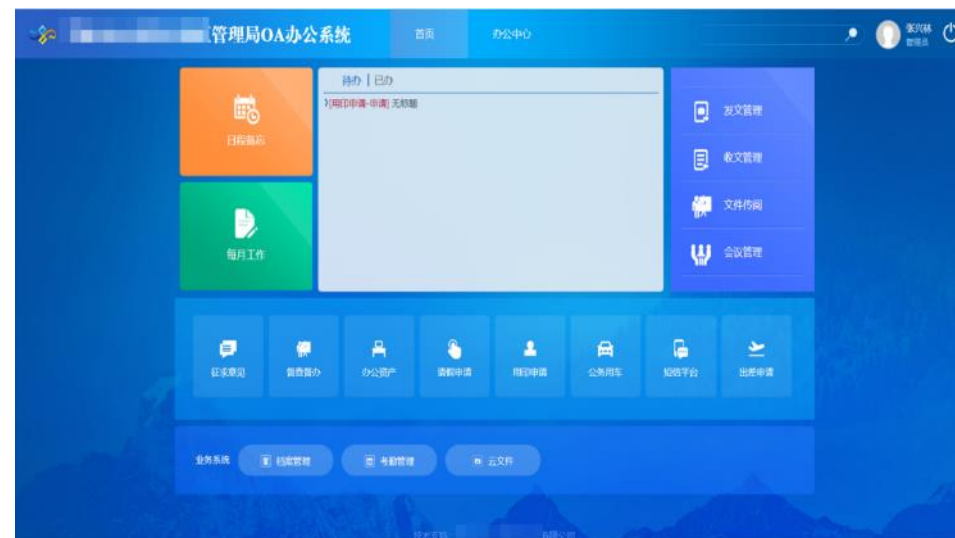 管理局OA办公系统
首页
办公中心
张兴林
管理员
日程备忘
每月工作
待办 | 已办
[用印申请-申请] 无标题
发文管理
收文管理
文件传阅
会议管理
征求意见
督查督办
办公资产
请假申请
用印申请
公务用车
短信平台
出差申请
业务系统
档案管理
考勤管理
云文件